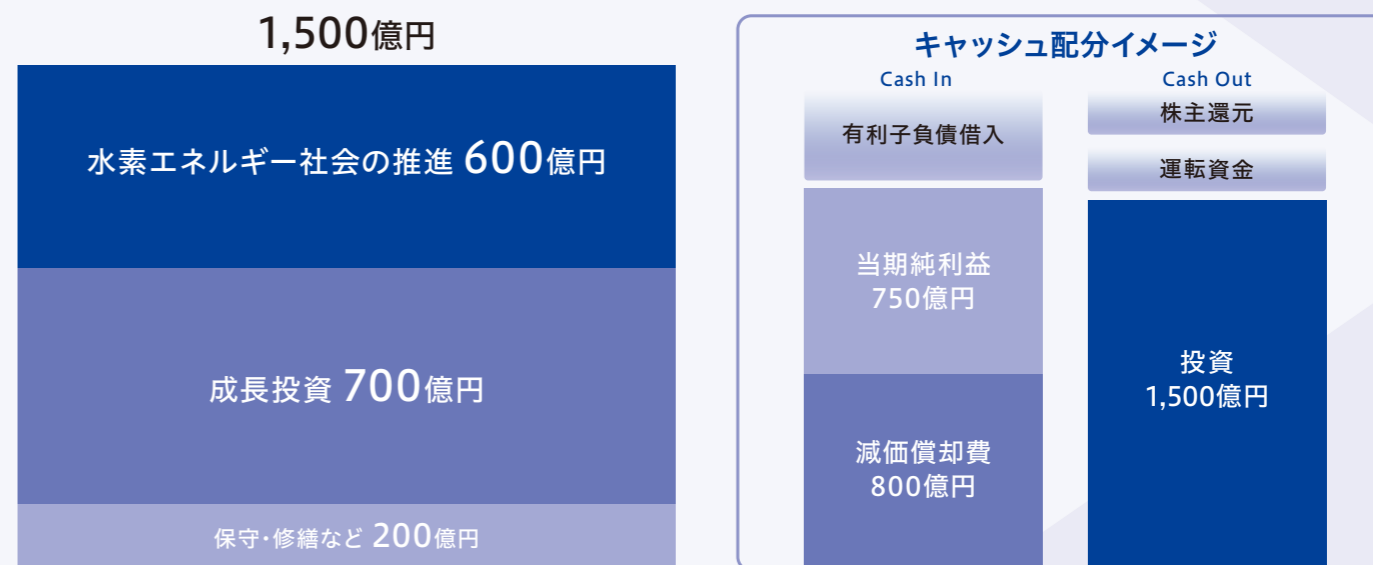 1,500億円
水素エネルギー社会の推進 600億円
成長投資 700億円
保守・修繕など 200億円
キャッシュ配分イメージ
Cash In
有利子負債借入
当期純利益
750億円
減価償却費
800億円
Cash Out
株主還元
運転資金
投資
1,500億円